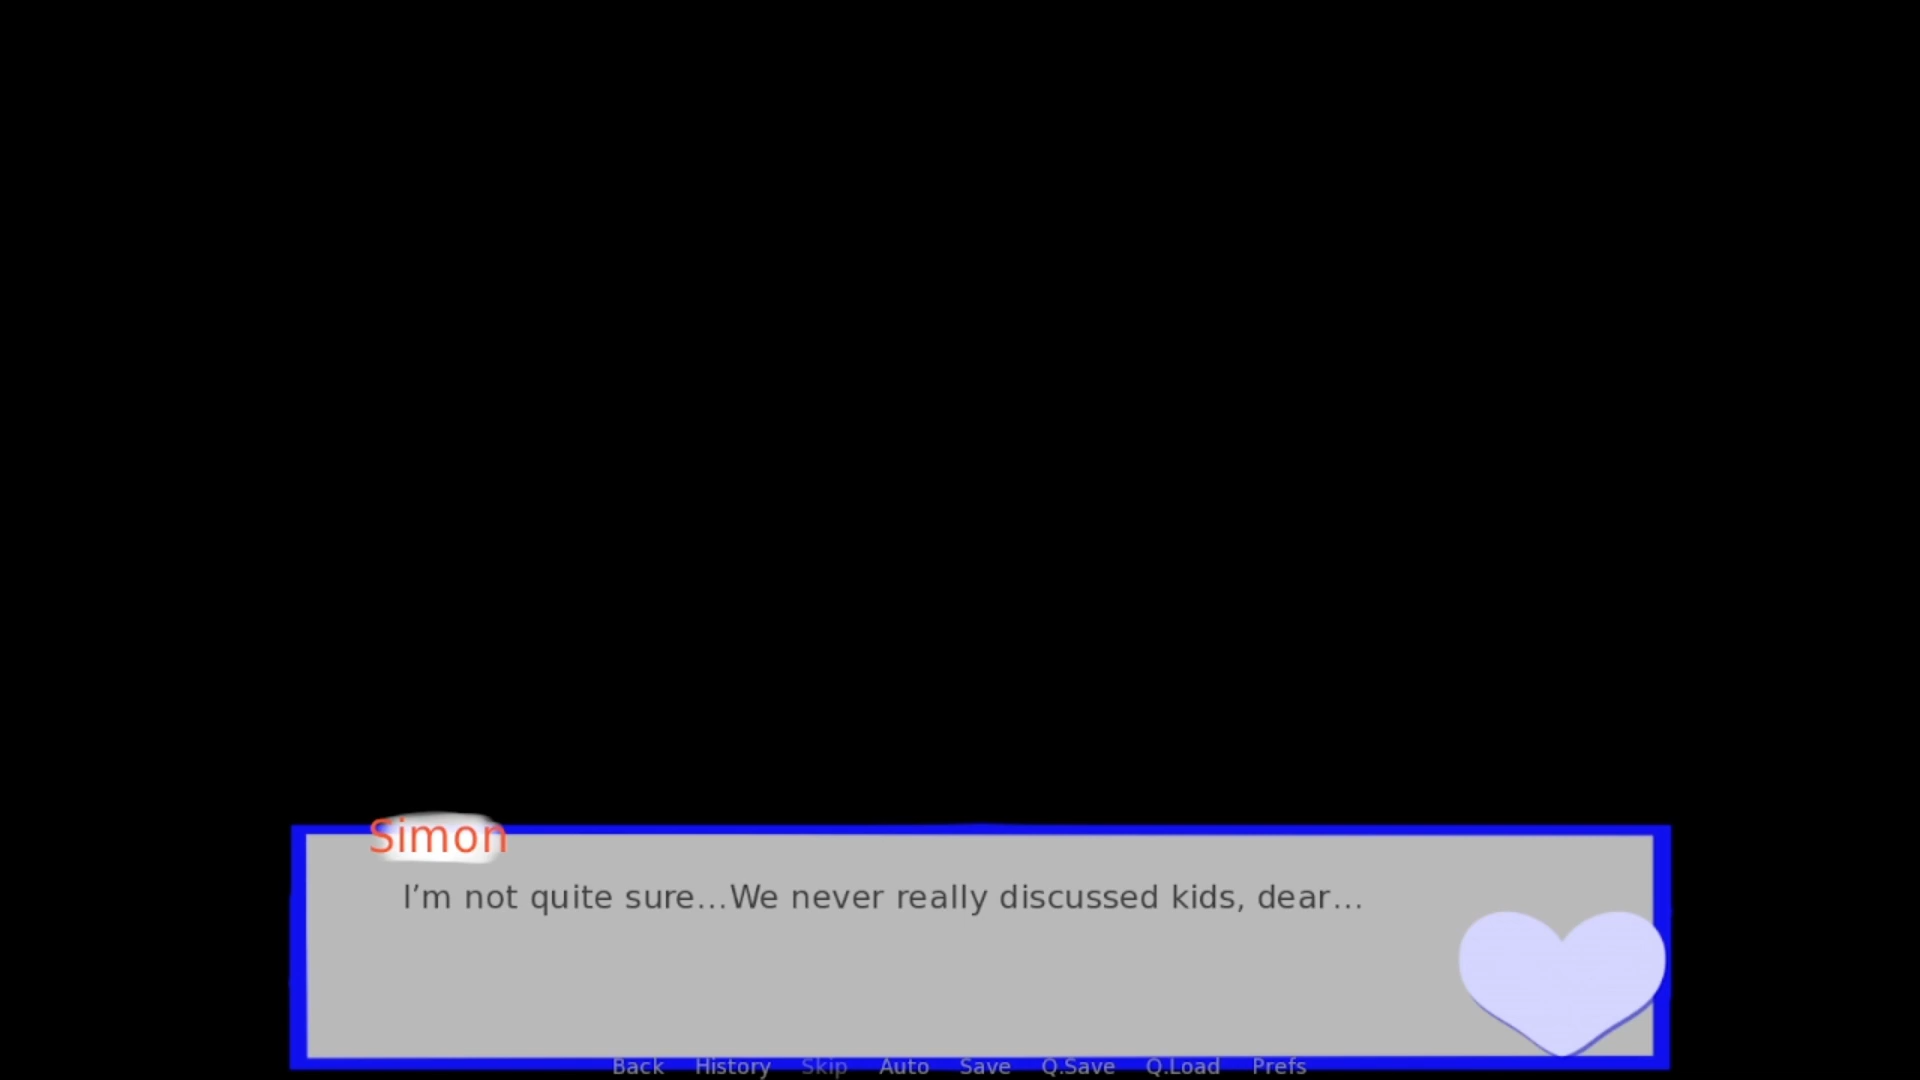 Simon
I’m not quite sure…We never really discussed kids, dear…
Back History Skip Auto Save Q.Save Q.Load Prefs